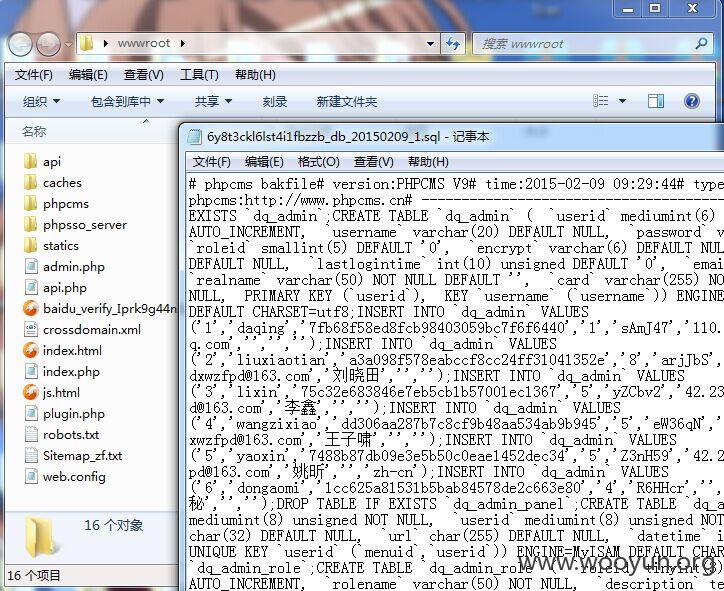 wwwroot
搜索 wwwroot
文件(F) 编辑(E) 查看(V) 工具(T) 帮助(H)
组织 包含到库中 共享 刻录 新建文件夹
名称
api
caches
phpcms
phpsso_server
statics
admin.php
api.php
baidu_verify_Iprk9g44n
crossdomain.xml
index.html
index.php
js.html
plugin.php
robots.txt
Sitemap_zf.txt
web.config
16 个对象
16 个项目
6y8t3ckl6lst4i1fbzzb_db_20150209_1.sql - 记事本
文件(F) 编辑(E) 格式(O) 查看(V) 帮助(H)
# phpcms bakfile# version:PHPCMS V9# time:2015-02-09 09:29:44# type
phpcms:http://www.phpcms.cn# --------------------------------
EXISTS `dq_admin`;CREATE TABLE `dq_admin` ( `userid` mediumint(6)
AUTO_INCREMENT, `username` varchar(20) DEFAULT NULL, `password` v
`roleid` smallint(5) DEFAULT '0', `encrypt` varchar(6) DEFAULT NUL
DEFAULT NULL, `lastlogintime` int(10) unsigned DEFAULT '0', `emai
`realname` varchar(50) NOT NULL DEFAULT '', `card` varchar(255) NO
NULL, PRIMARY KEY (`userid`), KEY `username` (`username`)) ENGINE
DEFAULT CHARSET=utf8;INSERT INTO `dq_admin` VALUES
('1','daqing','7fb68f58ed8fcb98403059bc7f6f6440','1','sAmJ47','110.
q.com','','','');INSERT INTO `dq_admin` VALUES
('2','liuxiaotian','a3a098f578eabccf8cc24ff31041352e','8','arjJbS'
dxwzfpd@163.com','刘晓田','','');INSERT INTO `dq_admin` VALUES
('3','lixin','75c32e683846e7eb5cb1b57001ec1367','5','yZCbv2','42.23
d@163.com','李鑫','','');INSERT INTO `dq_admin` VALUES
('4','wangzixiao','dd306aa287b7c8cf9b48aa534ab9b945','5','eW36qN'
xwzfpd@163.com','王子啸','','');INSERT INTO `dq_admin` VALUES
('5','yaoxin','7488b87db09e3e5b50c0eae1452dec34','5','Z3nH59','42.2
pd@163.com','姚昕','','zh-cn');INSERT INTO `dq_admin` VALUES
('6','dongaomi','1cc625a81531b5bab84578de2c663e80','4','R6HHcr','',
秘','','');DROP TABLE IF EXISTS `dq_admin_panel`;CREATE TABLE `dq_a
mediumint(8) unsigned NOT NULL, `userid` mediumint(8) unsigned NOT
char(32) DEFAULT NULL, `url` char(255) DEFAULT NULL, `datetime` i
UNIQUE KEY `userid` (`menuid`,`userid`)) ENGINE=MyISAM DEFAULT CHAR
`dq_admin_role`;CREATE TABLE `dq_admin_role` ( `roleid` tinyint(3)
AUTO_INCREMENT, `rolename` varchar(50) NOT NULL, `description` te
www.wooyun.org